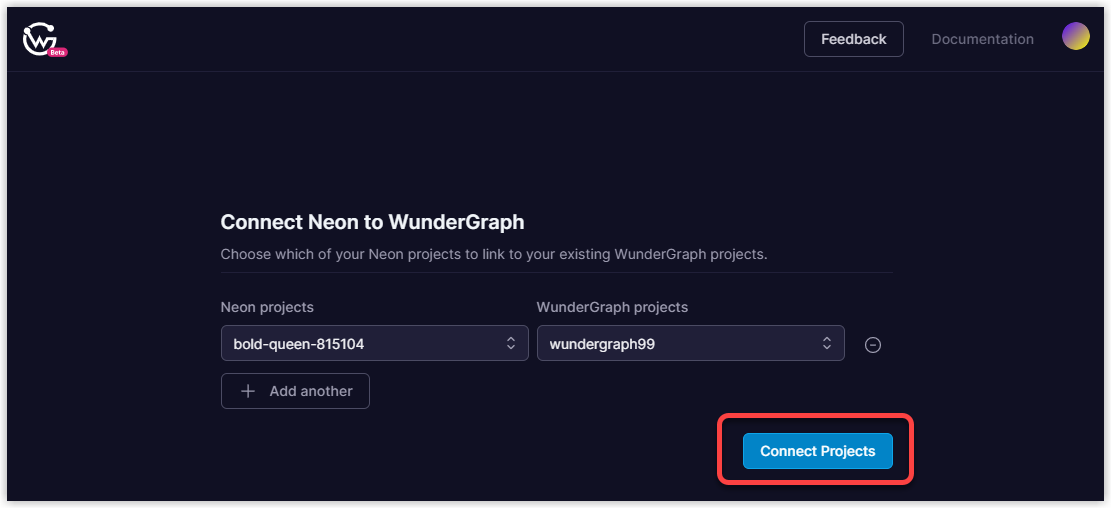 W
Beta
Feedback
Documentation
Connect Neon to WunderGraph
Choose which of your Neon projects to link to your existing WunderGraph projects.
Neon projects
WunderGraph projects
bold-queen-815104
wundergraph99
Add another
Connect Projects